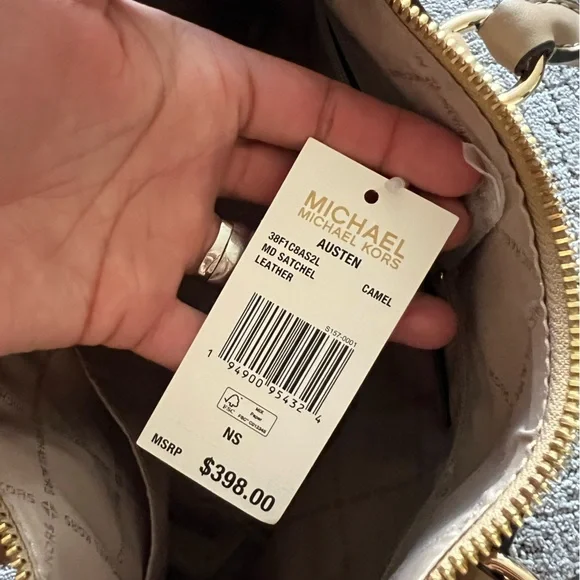 MICHAEL
MICHAEL KORS
AUSTEN
38F1C8AS2L
MD SATCHEL
LEATHER
CAMEL
S157-0001
1 94900 95432 4
FSC
MIX
Paper
NS
MSRP
$398.00